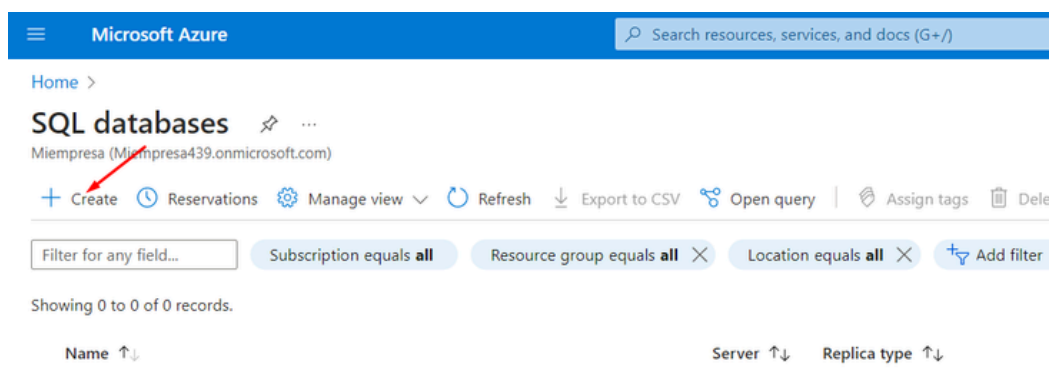 Microsoft Azure Search resources, services, and docs (G+/)
Home >
SQL databases ...
Miempresa (Miempresa439.onmicrosoft.com)
+ Create Reservations Manage view Refresh Export to CSV Open query Assign tags Dele
Filter for any field... Subscription equals all Resource group equals all Location equals all Add filter
Showing 0 to 0 of 0 records.
Name ↑↓ Server ↑↓ Replica type ↑↓